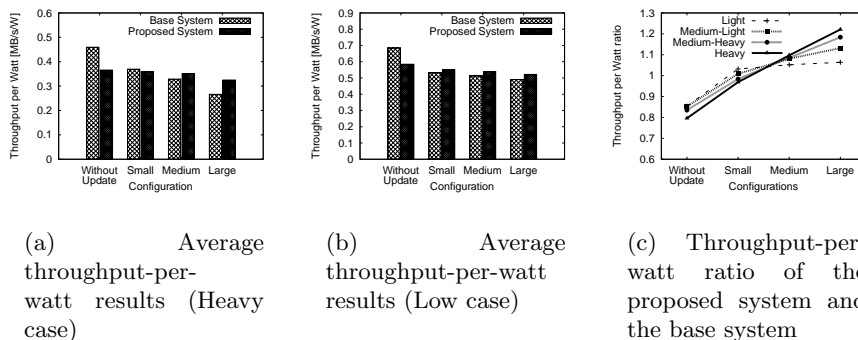 Throughput per Watt [MB/s/W]
0.6
0.5
0.4
0.3
0.2
0.1
0
Base System
Proposed System
Without Update
Small
Medium
Large
Configuration
Throughput per Watt [MB/s/W]
0.9
0.8
0.7
0.6
0.5
0.4
0.3
0.2
0.1
0
Base System
Proposed System
Without Update
Small
Medium
Large
Configuration
Throughput per Watt ratio
1.3
1.2
1.1
1
0.9
0.8
0.7
0.6
Light
Medium-Light
Medium-Heavy
Heavy
Without Update
Small
Medium
Large
Configurations
(a) Average
throughput-per-
watt results (Heavy
case)
(b) Average
throughput-per-watt
results (Low case)
(c) Throughput-per
watt ratio of the
proposed system and
the base system